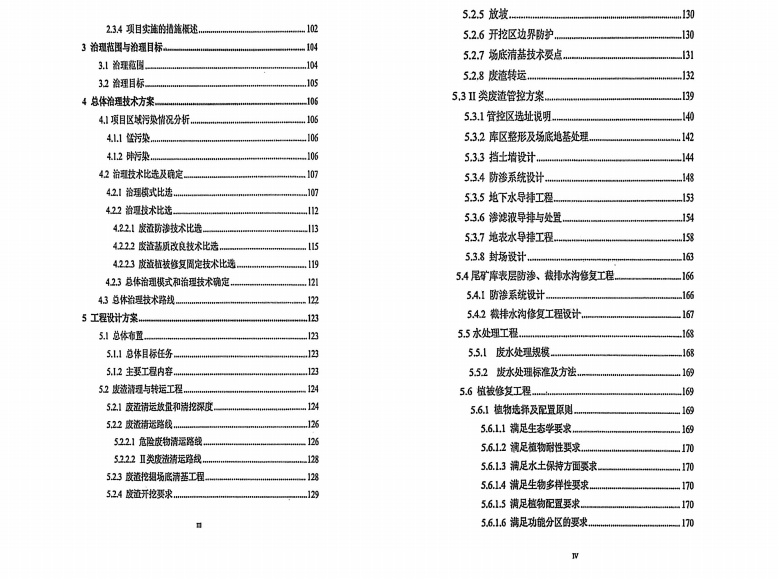 2.3.4 项目实施的措施概述........102
3 治理范围与治理目标........104
3.1 治理范围........104
3.2 治理目标........105
4 总体治理技术方案........106
4.1项目区域污染情况分析........106
4.1.1 锰污染........106
4.1.2 砷污染........106
4.2 治理技术比选及确定........107
4.2.1 治理模式比选........107
4.2.2 治理技术比选........112
4.2.2.1 废渣防渗技术比选........113
4.2.2.2 废渣基质改良技术比选........115
4.2.2.3 废渣植被修复固定技术比选........119
4.2.3 总体治理模式和治理技术确定........121
4.3 总体治理技术路线........122
5 工程设计方案........123
5.1 总体布置........123
5.1.1 总体目标任务........123
5.1.2 主要工程内容........123
5.2 废渣清理与转运工程........124
5.2.1 废渣清运放量和清挖深度........124
5.2.2 废渣清运路线........126
5.2.2.1 危险废物清运路线........126
5.2.2.2 Ⅱ类废渣清运路线........128
5.2.3 废渣挖掘场底清基工程........128
5.2.4 废渣开挖要求........129
III
5.2.5 放坡........130
5.2.6 开挖区边界防护........130
5.2.7 场底清基技术要点........131
5.2.8 废渣转运........132
5.3 II 类废渣管控方案........139
5.3.1 管控区选址说明........140
5.3.2 库区整形及场底地基处理........142
5.3.3 挡土墙设计........144
5.3.4 防渗系统设计........148
5.3.5 地下水导排工程........153
5.3.6 渗滤液导排与处置........154
5.3.7 地表水导排工程........158
5.3.8 封场设计........163
5.4 尾矿库表层防渗、截排水沟修复工程........166
5.4.1 防渗系统设计........166
5.4.2 截排水沟修复工程设计........167
5.5 水处理工程........168
5.5.1 废水处理规模........168
5.5.2 废水处理标准及方法........169
5.6 植被修复工程........169
5.6.1 植物选择及配置原则........169
5.6.1.1 满足生态学要求........169
5.6.1.2 满足植物耐性要求........170
5.6.1.3 满足水土保持方面要求........170
5.6.1.4 满足生物多样性要求........170
5.6.1.5 满足植物配置要求........170
5.6.1.6 满足功能分区的要求........170
IV